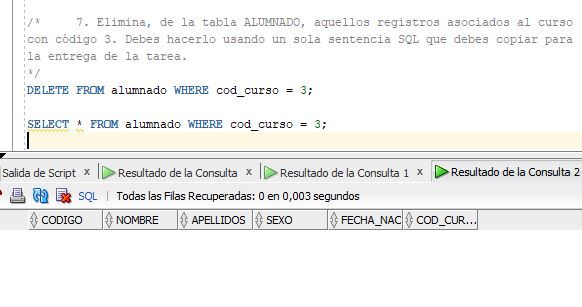 /*     7. Elimina, de la tabla ALUMNADO, aquellos registros asociados al curso
con código 3. Debes hacerlo usando un sola sentencia SQL que debes copiar para
la entrega de la tarea.
*/
DELETE FROM alumnado WHERE cod_curso = 3;
SELECT * FROM alumnado WHERE cod_curso = 3;
Salida de Script x Resultado de la Consulta x Resultado de la Consulta 1 x Resultado de la Consulta 2
SQL | Todas las Filas Recuperadas: 0 en 0,003 segundos
CODIGO NOMBRE APELLIDOS SEXO FECHA_NAC COD_CUR...